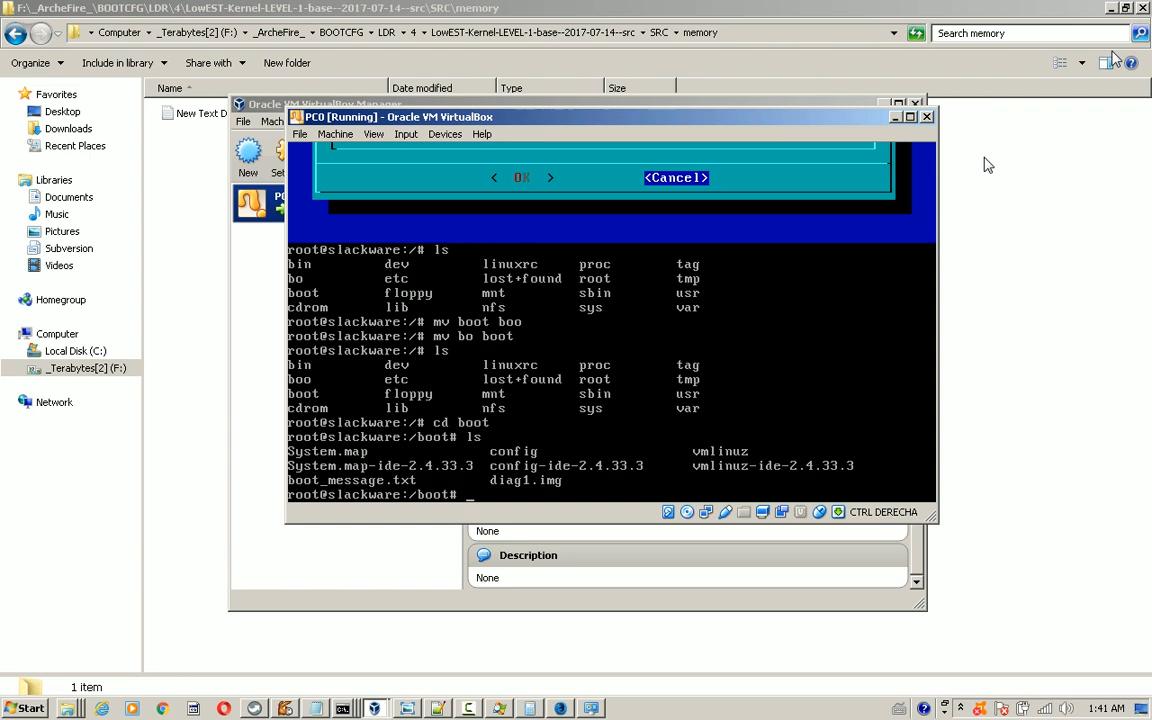 F:\_ArcheFire_\BOOTCFG\LDR\4\LowEST-Kernel-LEVEL-1-base--2017-07-14--src\SRC\memory
Computer ▸ _Terabytes[2] (F:) ▸ _ArcheFire_ ▸ BOOTCFG ▸ LDR ▸ 4 ▸ LowEST-Kernel-LEVEL-1-base--2017-07-14--src ▸ SRC ▸ memory
Search memory
Organize
Include in library
Share with
New folder
Favorites
Desktop
Downloads
Recent Places
Libraries
Documents
Music
Pictures
Subversion
Videos
Homegroup
Computer
Local Disk (C:)
_Terabytes[2] (F:)
Network
Name
Date modified
Type
Size
New Text D
Oracle VM VirtualBox Manager
File Mach
New Set
PC
PC0 [Running] - Oracle VM VirtualBox
File Machine View Input Devices Help
< OK > <Cancel>
root@slackware:/# ls
bin dev linuxrc proc tag
bo etc lost+found root tmp
boot floppy mnt sbin usr
cdrom lib nfs sys var
root@slackware:/# mv boot boo
root@slackware:/# mv bo boot
root@slackware:/# ls
bin dev linuxrc proc tag
boo etc lost+found root tmp
boot floppy mnt sbin usr
cdrom lib nfs sys var
root@slackware:/# cd boot
root@slackware:/boot# ls
System.map config vmlinuz
System.map-ide-2.4.33.3 config-ide-2.4.33.3 vmlinuz-ide-2.4.33.3
boot_message.txt diag1.img
root@slackware:/boot# _
CTRL DERECHA
None
Description
None
1 item
Start
1:41 AM